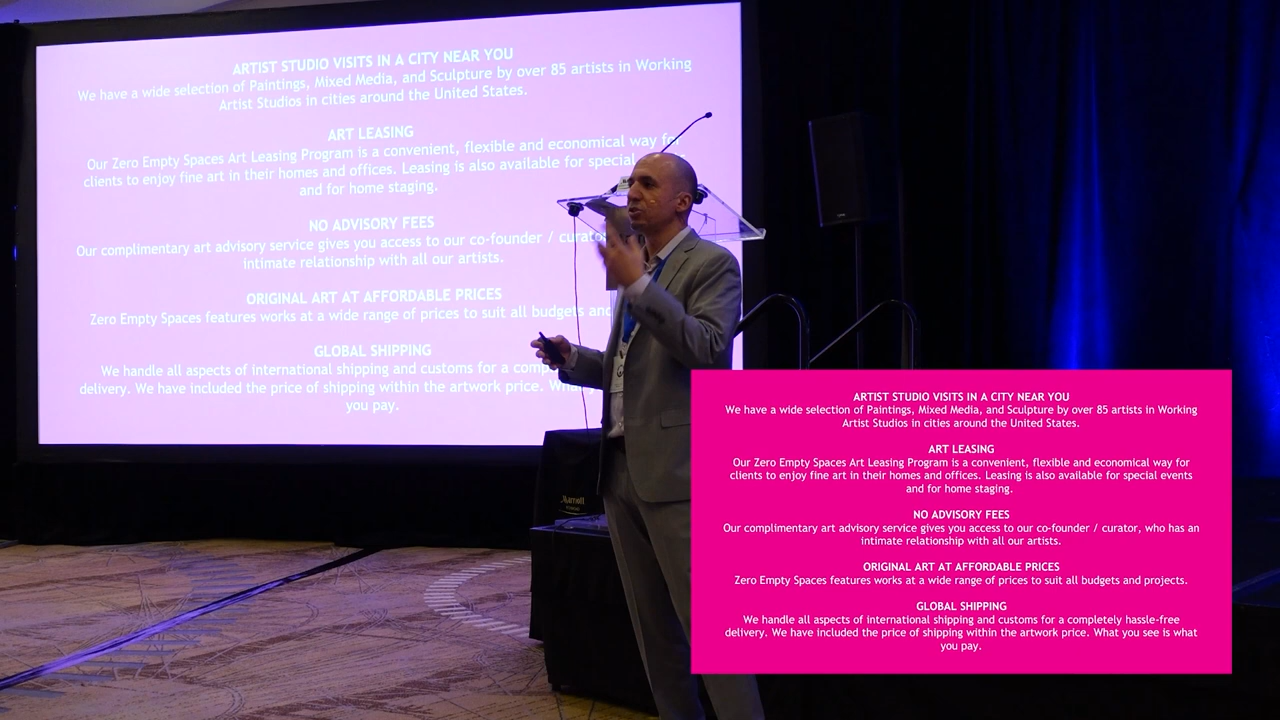 ARTIST STUDIO VISITS IN A CITY NEAR YOU
We have a wide selection of Paintings, Mixed Media, and Sculpture by over 85 artists in Working
Artist Studios in cities around the United States.
ART LEASING
Our Zero Empty Spaces Art Leasing Program is a convenient, flexible and economical way for
clients to enjoy fine art in their homes and offices. Leasing is also available for special
and for home staging.
NO ADVISORY FEES
Our complimentary art advisory service gives you access to our co-founder / curator
intimate relationship with all our artists.
ORIGINAL ART AT AFFORDABLE PRICES
Zero Empty Spaces features works at a wide range of prices to suit all budgets and
GLOBAL SHIPPING
We handle all aspects of international shipping and customs for a
delivery. We have included the price of shipping within the artwork price.
you pay.
Marriott
ARTIST STUDIO VISITS IN A CITY NEAR YOU
We have a wide selection of Paintings, Mixed Media, and Sculpture by over 85 artists in Working
Artist Studios in cities around the United States.
ART LEASING
Our Zero Empty Spaces Art Leasing Program is a convenient, flexible and economical way for
clients to enjoy fine art in their homes and offices. Leasing is also available for special events
and for home staging.
NO ADVISORY FEES
Our complimentary art advisory service gives you access to our co-founder / curator, who has an
intimate relationship with all our artists.
ORIGINAL ART AT AFFORDABLE PRICES
Zero Empty Spaces features works at a wide range of prices to suit all budgets and projects.
GLOBAL SHIPPING
We handle all aspects of international shipping and customs for a completely hassle-free
delivery. We have included the price of shipping within the artwork price. What you see is what
you pay.